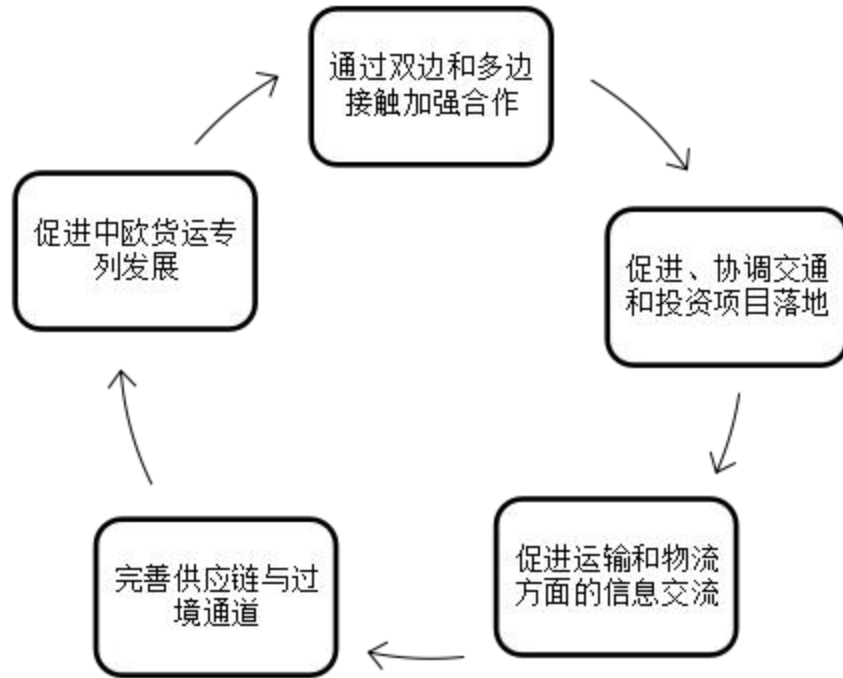 通过双边和多边
接触加强合作
促进、协调交通
和投资项目落地
促进运输和物流
方面的信息交流
完善供应链与过
境通道
促进中欧货运专
列发展